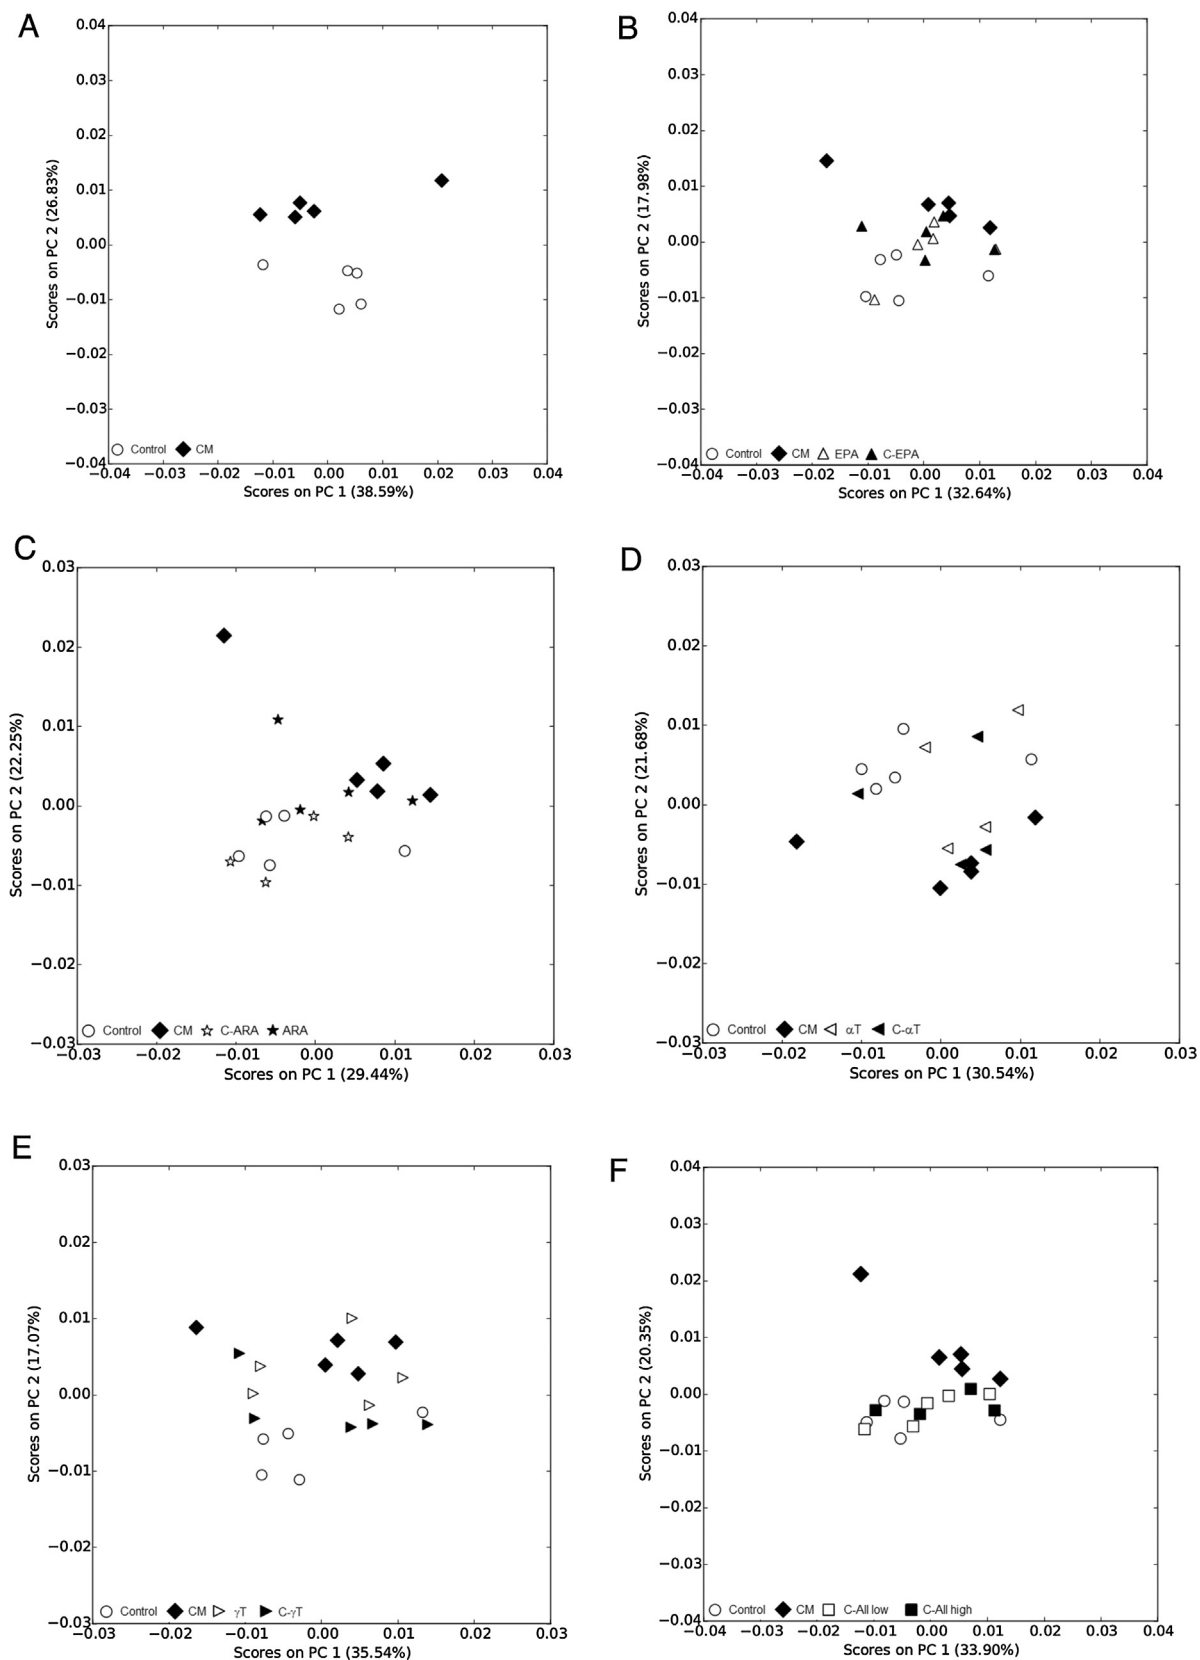 A
0.04
0.03
0.02
0.01
0.00
−0.01
−0.02
−0.03
−0.04
Scores on PC 2 (26.83%)
Control CM
−0.04 −0.03 −0.02 −0.01 0.00 0.01 0.02 0.03 0.04
Scores on PC 1 (38.59%)
B
0.04
0.03
0.02
0.01
0.00
−0.01
−0.02
−0.03
−0.04
Scores on PC 2 (17.98%)
Control CM EPA C-EPA
−0.04 −0.03 −0.02 −0.01 0.00 0.01 0.02 0.03 0.04
Scores on PC 1 (32.64%)
C
0.03
0.02
0.01
0.00
−0.01
−0.02
−0.03
Scores on PC 2 (22.25%)
Control CM C-ARA ARA
−0.03 −0.02 −0.01 0.00 0.01 0.02 0.03
Scores on PC 1 (29.44%)
D
0.03
0.02
0.01
0.00
−0.01
−0.02
−0.03
Scores on PC 2 (21.68%)
Control CM αT C-αT
−0.03 −0.02 −0.01 0.00 0.01 0.02 0.03
Scores on PC 1 (30.54%)
E
0.03
0.02
0.01
0.00
−0.01
−0.02
−0.03
Scores on PC 2 (17.07%)
Control CM γT C-γT
−0.03 −0.02 −0.01 0.00 0.01 0.02 0.03
Scores on PC 1 (35.54%)
F
0.04
0.03
0.02
0.01
0.00
−0.01
−0.02
−0.03
−0.04
Scores on PC 2 (20.35%)
Control CM C-All low C-All high
−0.04 −0.03 −0.02 −0.01 0.00 0.01 0.02 0.03 0.04
Scores on PC 1 (33.90%)